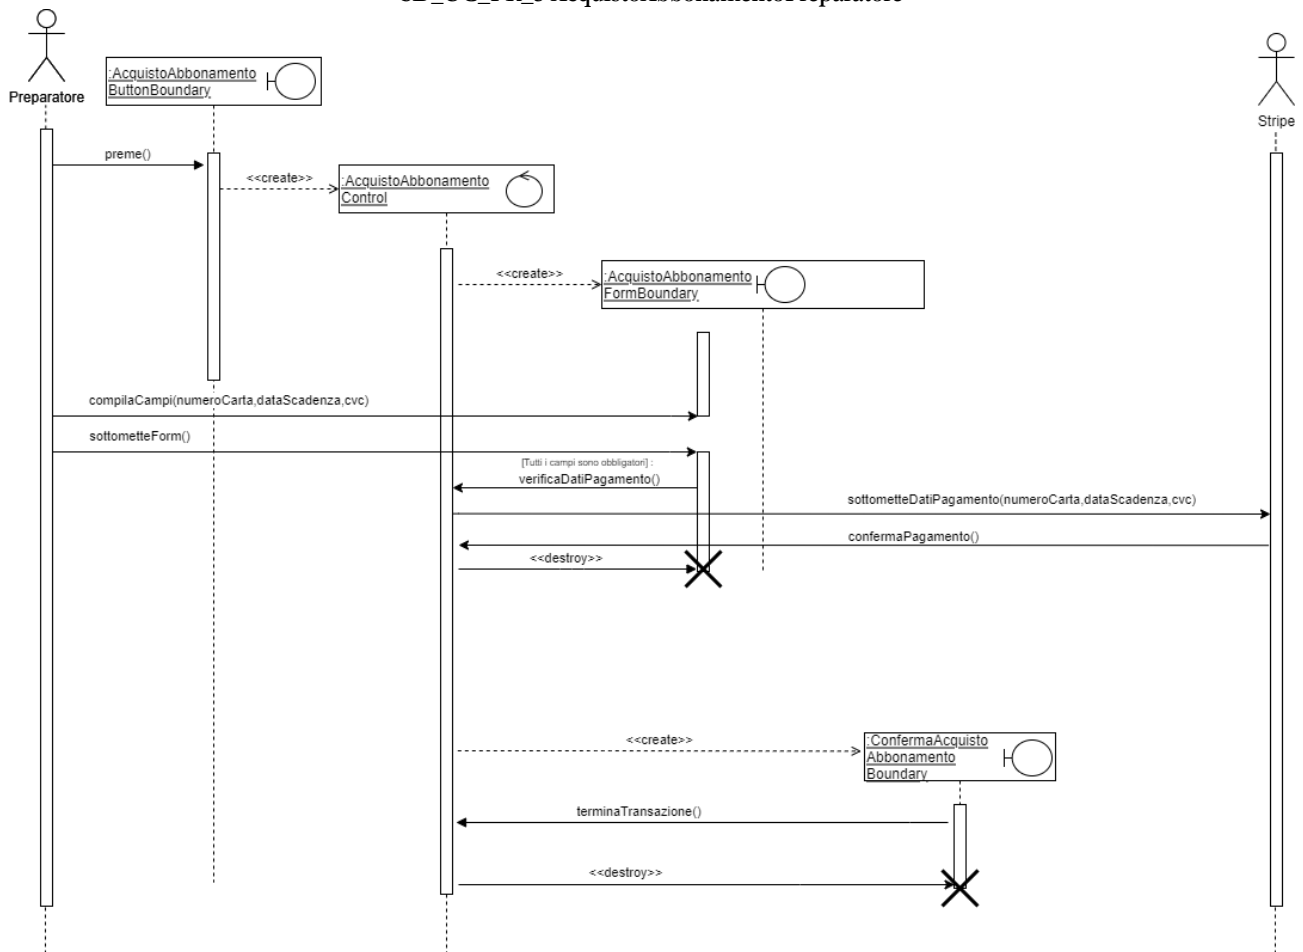 Preparatore
:AcquistoAbbonamento
ButtonBoundary
Stripe
preme()
<<create>>
:AcquistoAbbonamento
Control
<<create>>
:AcquistoAbbonamento
FormBoundary
compilaCampi(numeroCarta,dataScadenza,cvc)
sottometteForm()
[Tutti i campi sono obbligatori] :
verificaDatiPagamento()
sottometteDatiPagamento(numeroCarta,dataScadenza,cvc)
confermaPagamento()
<<destroy>>
<<create>>
:ConfermaAcquisto
Abbonamento
Boundary
terminaTransazione()
<<destroy>>